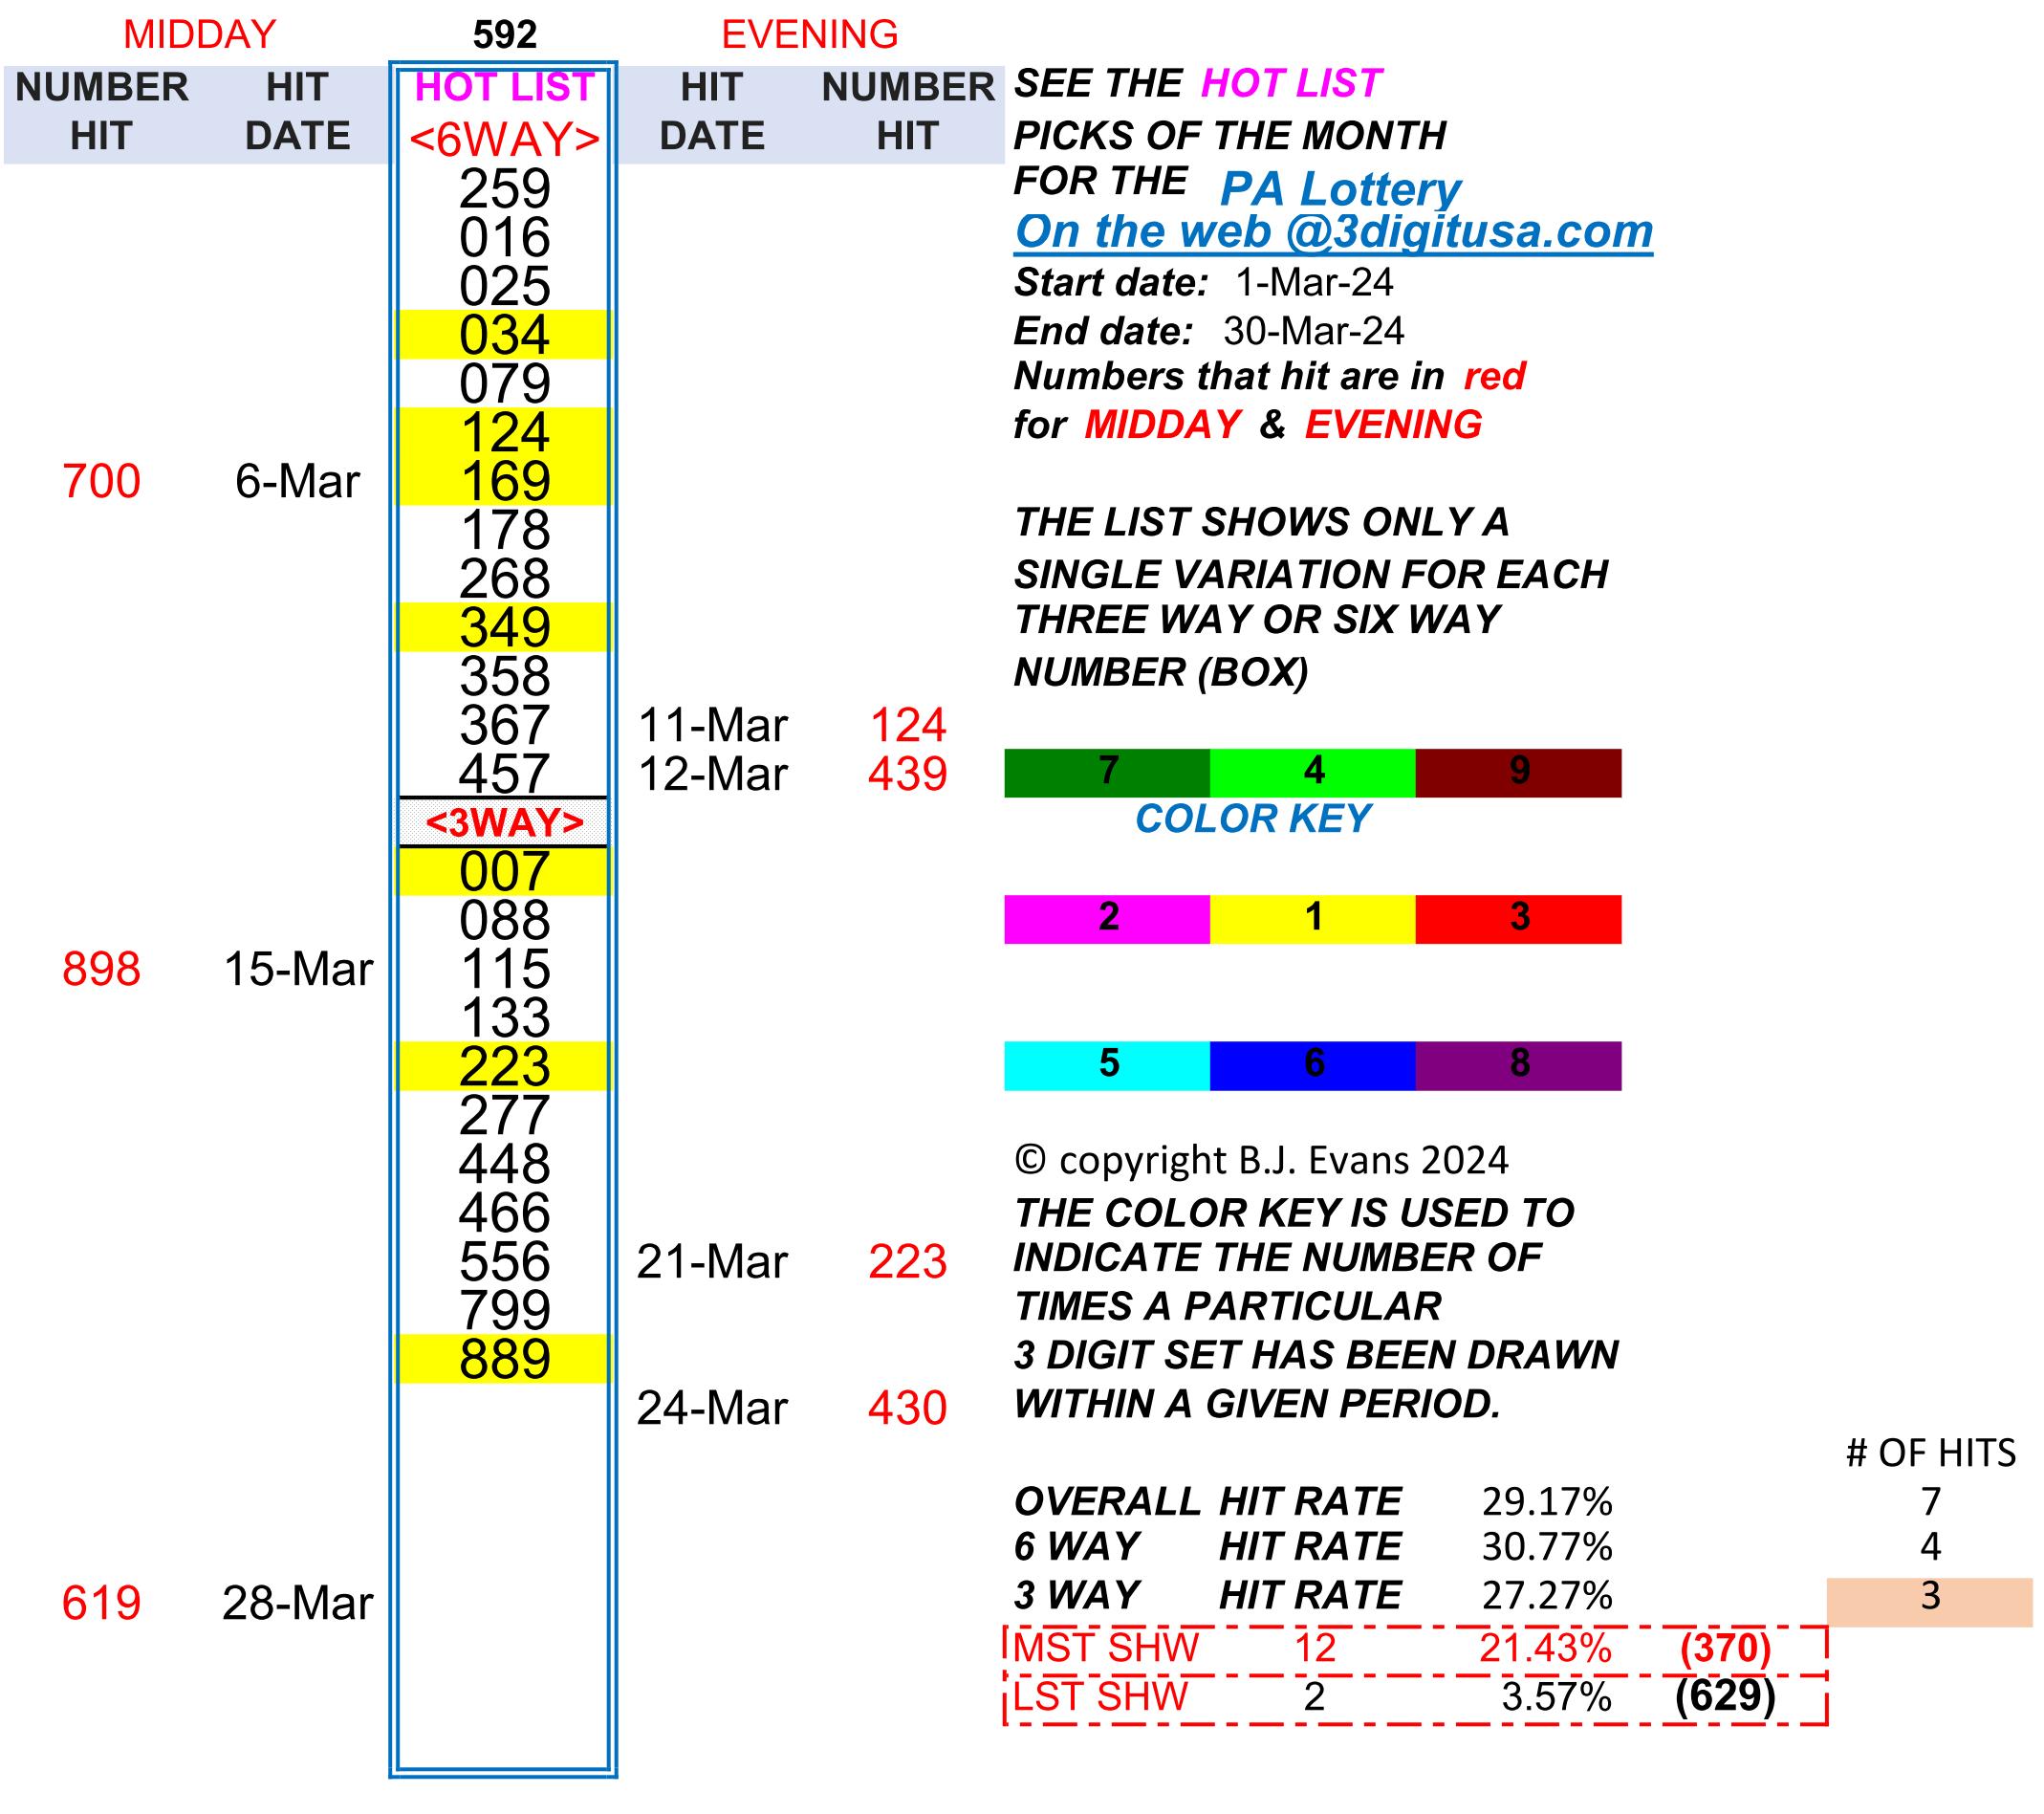 MIDDAY 592 EVENING
NUMBER HIT HOT LIST HIT NUMBER SEE THE HOT LIST
HIT DATE <6WAY> DATE HIT PICKS OF THE MONTH
259 FOR THE PA Lottery
016 On the web @3digitusa.com
025 Start date: 1-Mar-24
034 End date: 30-Mar-24
079 Numbers that hit are in red
124 for MIDDAY & EVENING
700 6-Mar 169
178 THE LIST SHOWS ONLY A
268 SINGLE VARIATION FOR EACH
349 THREE WAY OR SIX WAY
358 NUMBER (BOX)
367 11-Mar 124
457 12-Mar 439 7 4 9
<3WAY> COLOR KEY
007
088 2 1 3
898 15-Mar 115
133
223 5 6 8
277
448 © copyright B.J. Evans 2024
466 THE COLOR KEY IS USED TO
556 21-Mar 223 INDICATE THE NUMBER OF
799 TIMES A PARTICULAR
889 3 DIGIT SET HAS BEEN DRAWN
24-Mar 430 WITHIN A GIVEN PERIOD.
# OF HITS
OVERALL HIT RATE 29.17% 7
6 WAY HIT RATE 30.77% 4
619 28-Mar 3 WAY HIT RATE 27.27% 3
MST SHW 12 21.43% (370)
LST SHW 2 3.57% (629)